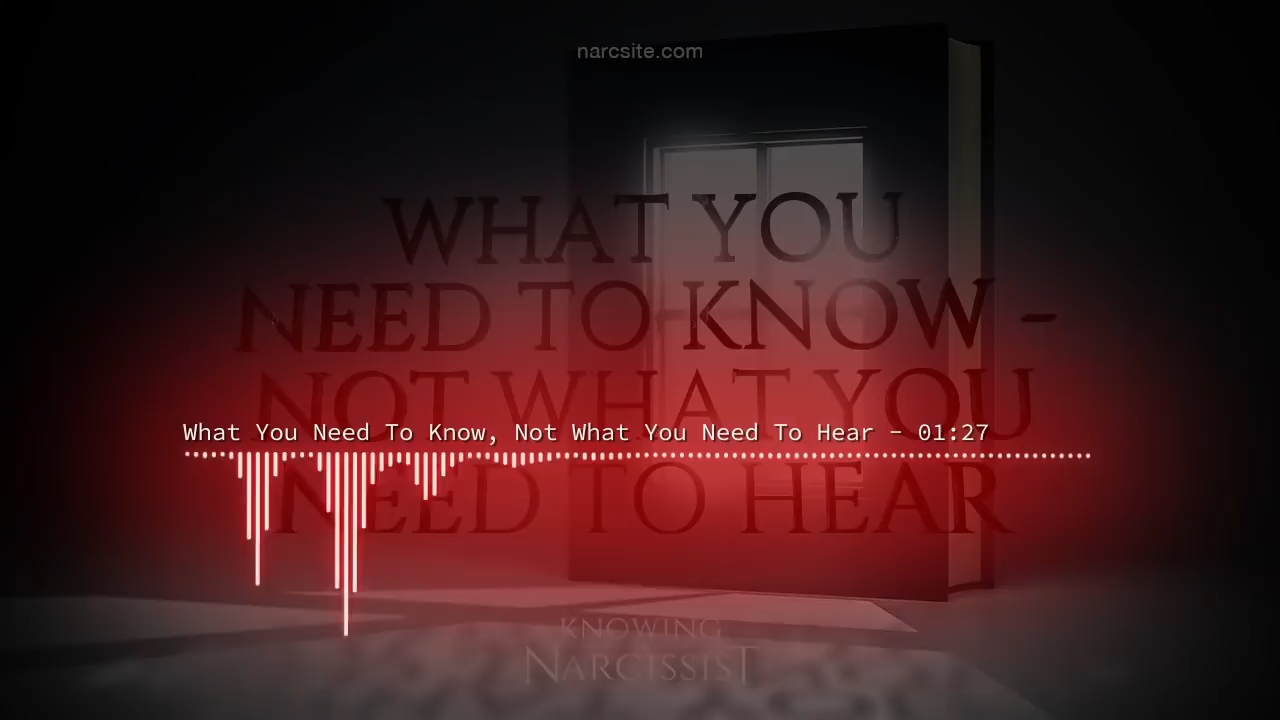 narcsite.com
WHAT YOU
NEED TO KNOW -
NOT WHAT YOU
What You Need To Know, Not What You Need To Hear - 01:27
NEED TO HEAR
KNOWING
NARCISSIST